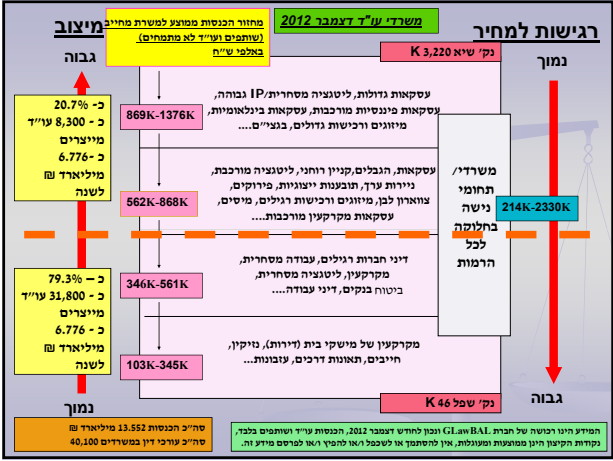 משרדי עו"ד דצמבר 2012
רגישות למחיר
נמוך
מיצוב
גבוה
מחזור הכנסות ממוצע למשרת מחייב
(שותפים ועו"ד לא מתמחים)
באלפי ש"ח
נק' שיא 3,220 K
עסקאות גדולות, ליטגציה מסחרית/IP גבוהה,
עסקאות פיננסיות מורכבות, עסקאות בינלאומיות,
מיזוגים ורכישות גדולים, בגצ"ים....
869K-1376K
כ- 20.7%
כ - 8,300 עו"ד
מייצרים
כ -6.776
מיליארד ₪
לשנה
עסקאות, הגבלים, קניין רוחני, ליטגציה מורכבת,
ניירות ערך, תובענות ייצוגיות, פירוקים,
צווארון לבן, מיזוגים ורכישות רגילים, מיסים,
עסקאות מקרקעין מורכבות....
562K-868K
משרדי/
תחומי
נישה
בחלוקה
לכל
הרמות
214K-2330K
דיני חברות רגילים, עבודה מסחרית,
מקרקעין, ליטגציה מסחרית,
ביטוח בנקים, דיני עבודה....
346K-561K
כ – 79.3%
כ - 31,800 עו"ד
מייצרים
כ - 6.776
מיליארד ₪
לשנה
מקרקעין של מישקי בית (דירות), נזיקין,
חייבים, תאונות דרכים, עזבונות...
103K-345K
נק' שפל 46 K
גבוה
נמוך
סה"כ הכנסות 13.552 מיליארד ₪
סה"כ עורכי דין במשרדים 40,100
המידע הינו רכושה של חברת GLawBAL ונכון לחודש דצמבר 2012, הכנסות עו"ד ושותפים בלבד,
נקודות הקיצון הינן ממוצעות ומעוגלות, אין להסתמך או לשכפל ו/או להפיץ ו/או לפרסם מידע זה.